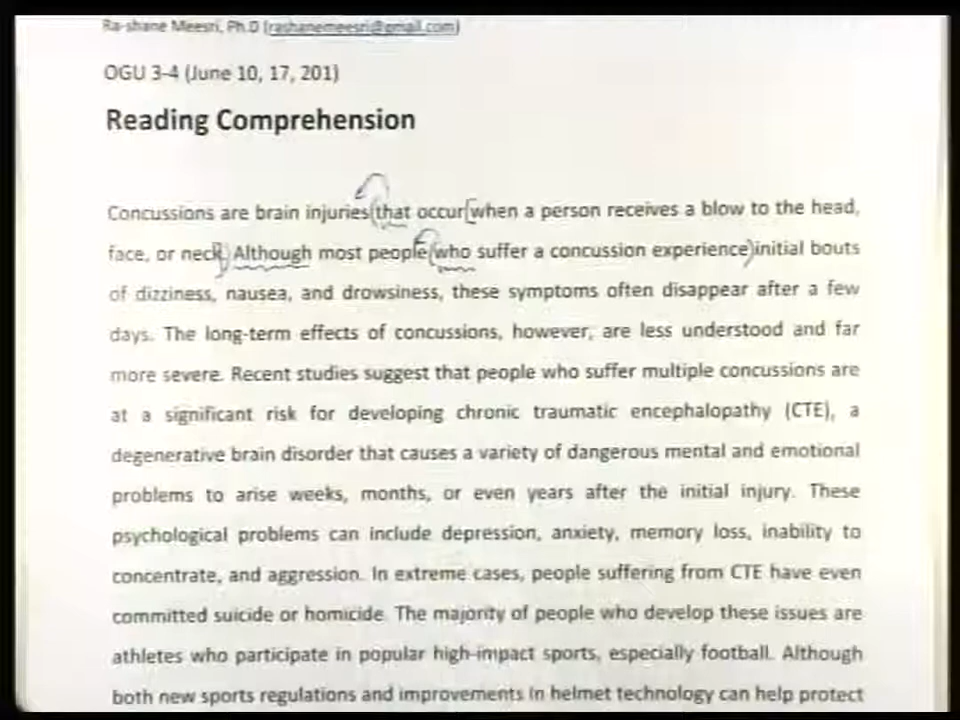 Ra-shane Meesri, Ph.D (rashanemeesri@gmail.com)
OGU 3-4 (June 10, 17, 201)
Reading Comprehension
Concussions are brain injuries that occur when a person receives a blow to the head,
face, or neck. Although most people who suffer a concussion experience initial bouts
of dizziness, nausea, and drowsiness, these symptoms often disappear after a few
days. The long-term effects of concussions, however, are less understood and far
more severe. Recent studies suggest that people who suffer multiple concussions are
at a significant risk for developing chronic traumatic encephalopathy (CTE), a
degenerative brain disorder that causes a variety of dangerous mental and emotional
problems to arise weeks, months, or even years after the initial injury. These
psychological problems can include depression, anxiety, memory loss, inability to
concentrate, and aggression. In extreme cases, people suffering from CTE have even
committed suicide or homicide. The majority of people who develop these issues are
athletes who participate in popular high-impact sports, especially football. Although
both new sports regulations and improvements in helmet technology can help protect